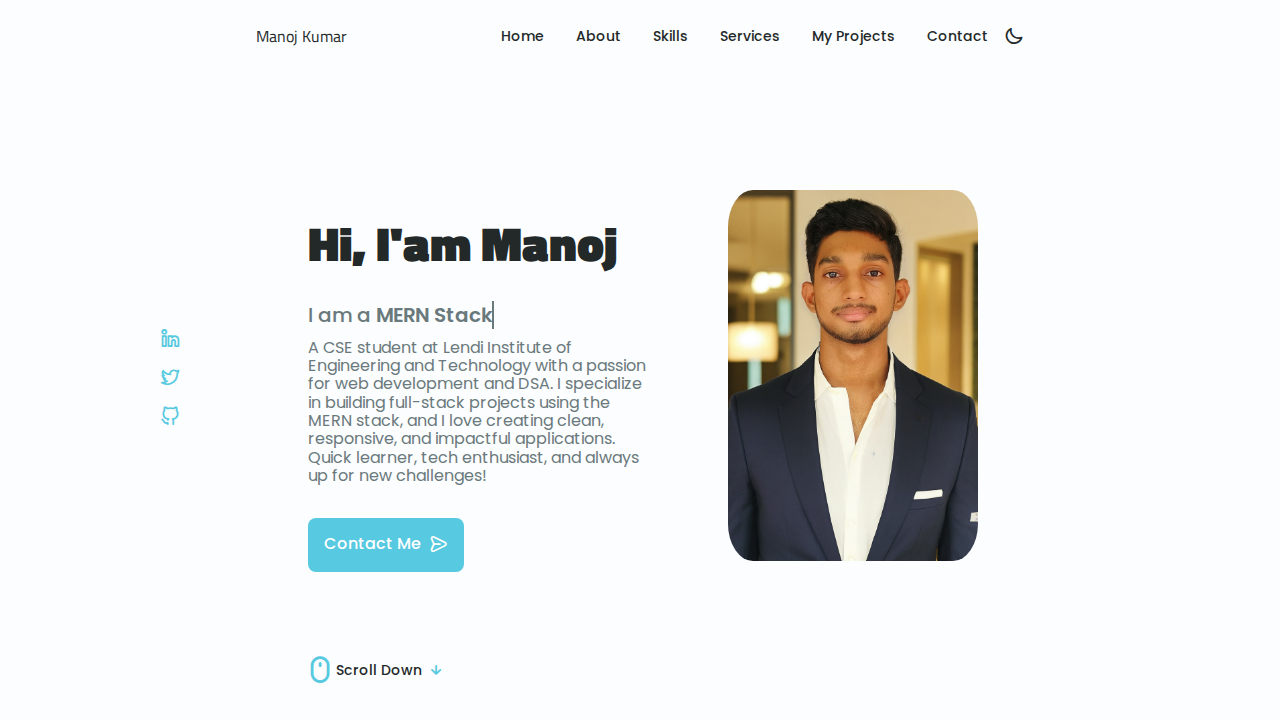 Manoj Kumar
Home About Skills Services My Projects Contact
Hi, I'am Manoj
I am a MERN Stack
A CSE student at Lendi Institute of
Engineering and Technology with a passion
for web development and DSA. I specialize
in building full-stack projects using the
MERN stack, and I love creating clean,
responsive, and impactful applications.
Quick learner, tech enthusiast, and always
up for new challenges!
Contact Me
Scroll Down